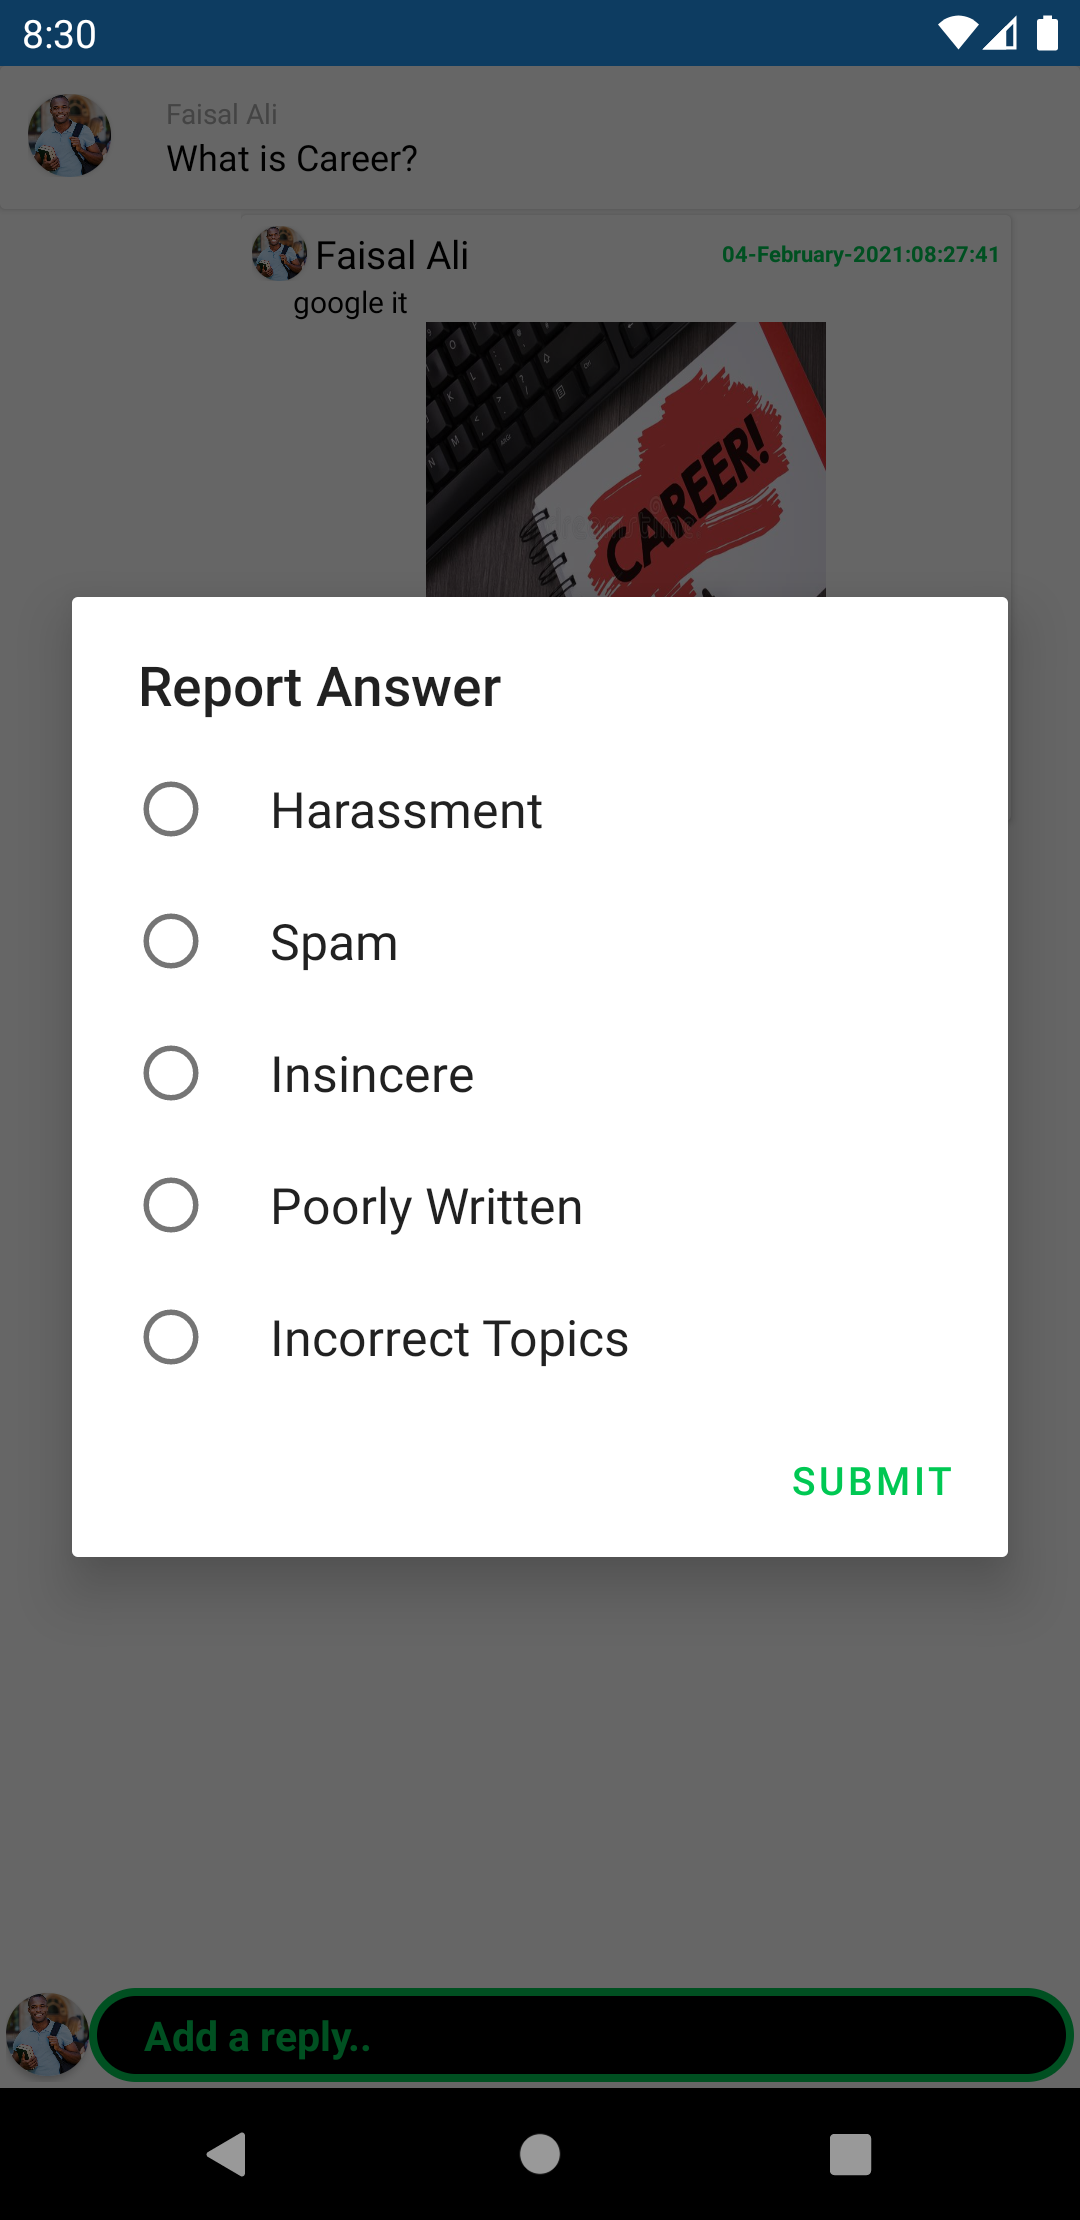 8:30
Faisal Ali
What is Career?
Faisal Ali
04-February-2021:08:27:41
google it
CAREER!
Report Answer
Harassment
Spam
Insincere
Poorly Written
Incorrect Topics
SUBMIT
Add a reply..